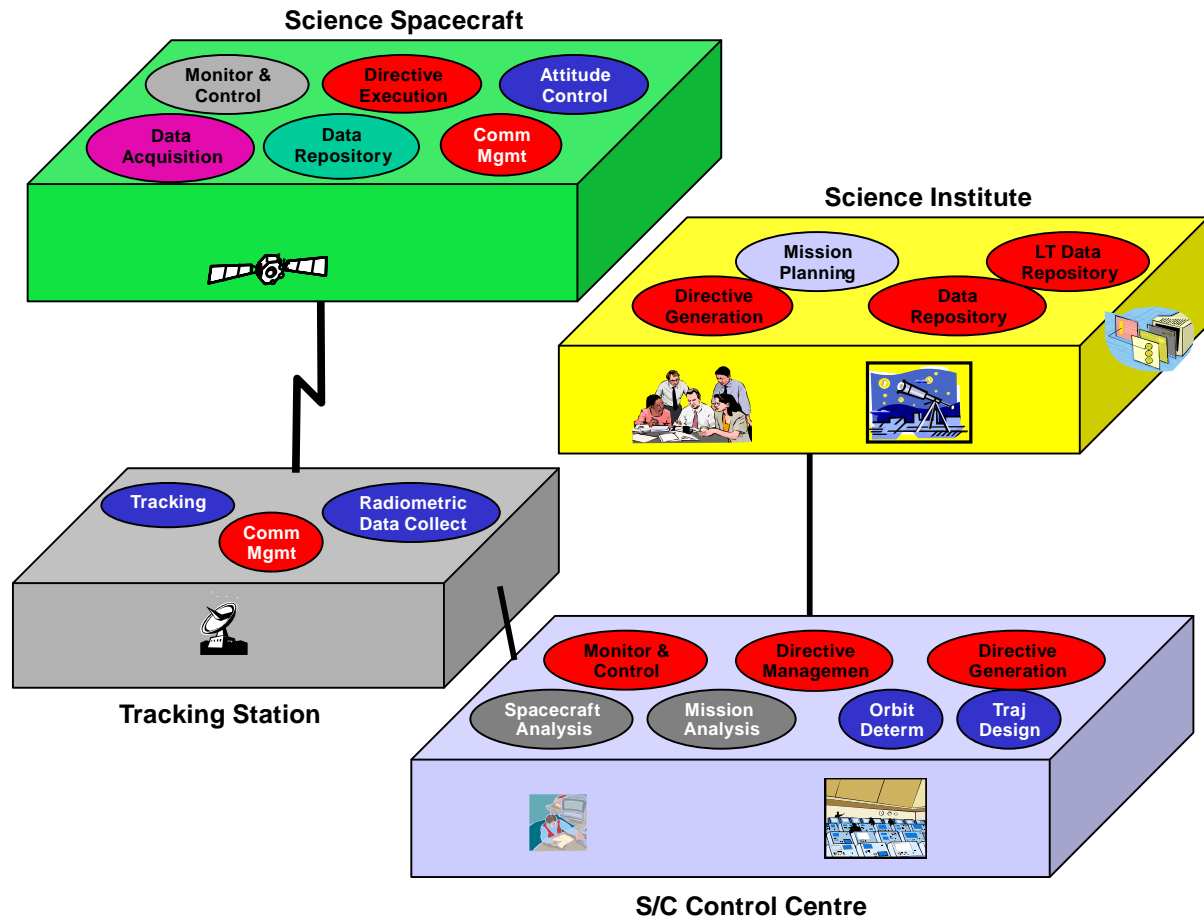 Science Spacecraft
Monitor &
Control
Directive
Execution
Attitude
Control
Data
Acquisition
Data
Repository
Comm
Mgmt
Science Institute
Mission
Planning
LT Data
Repository
Directive
Generation
Data
Repository
Tracking
Radiometric
Data Collect
Comm
Mgmt
Tracking Station
Monitor &
Control
Directive
Managemen
Directive
Generation
Spacecraft
Analysis
Mission
Analysis
Orbit
Determ
Traj
Design
S/C Control Centre